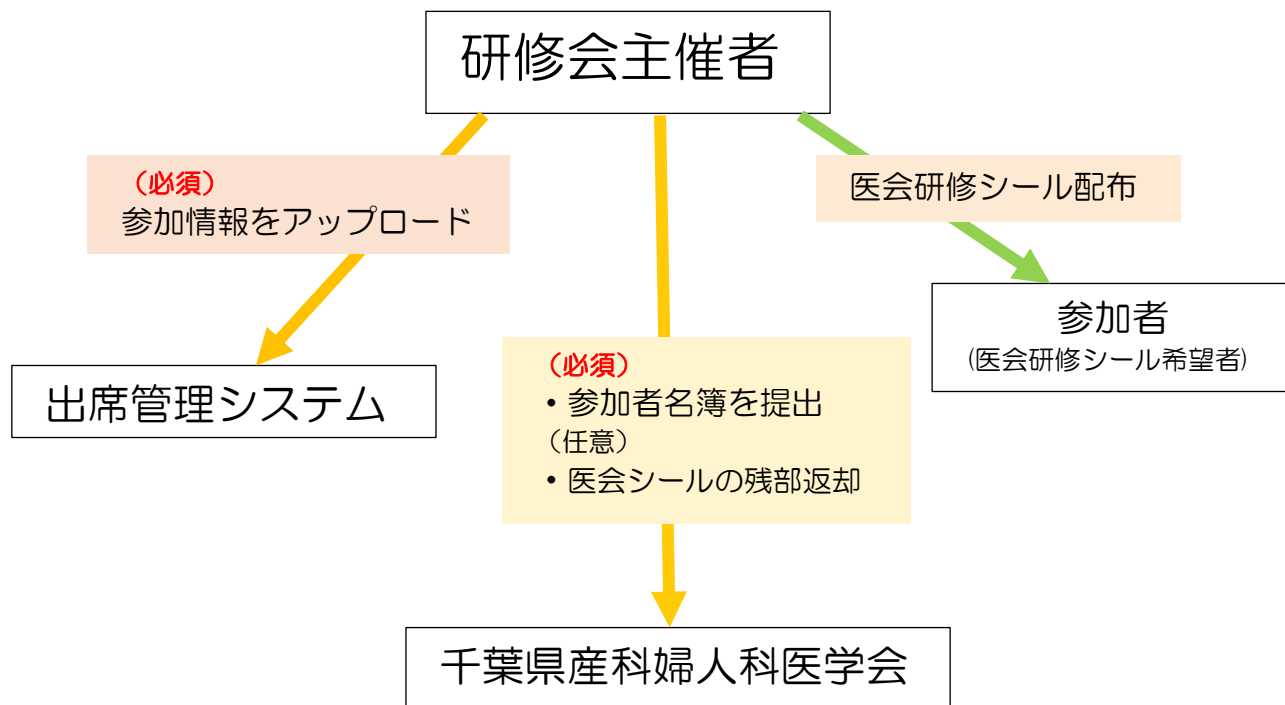 研修会主催者
（必須）
参加情報をアップロード
医会研修シール配布
参加者
(医会研修シール希望者)
出席管理システム
（必須）
・参加者名簿を提出
（任意）
・医会シールの残部返却
千葉県産科婦人科医学会